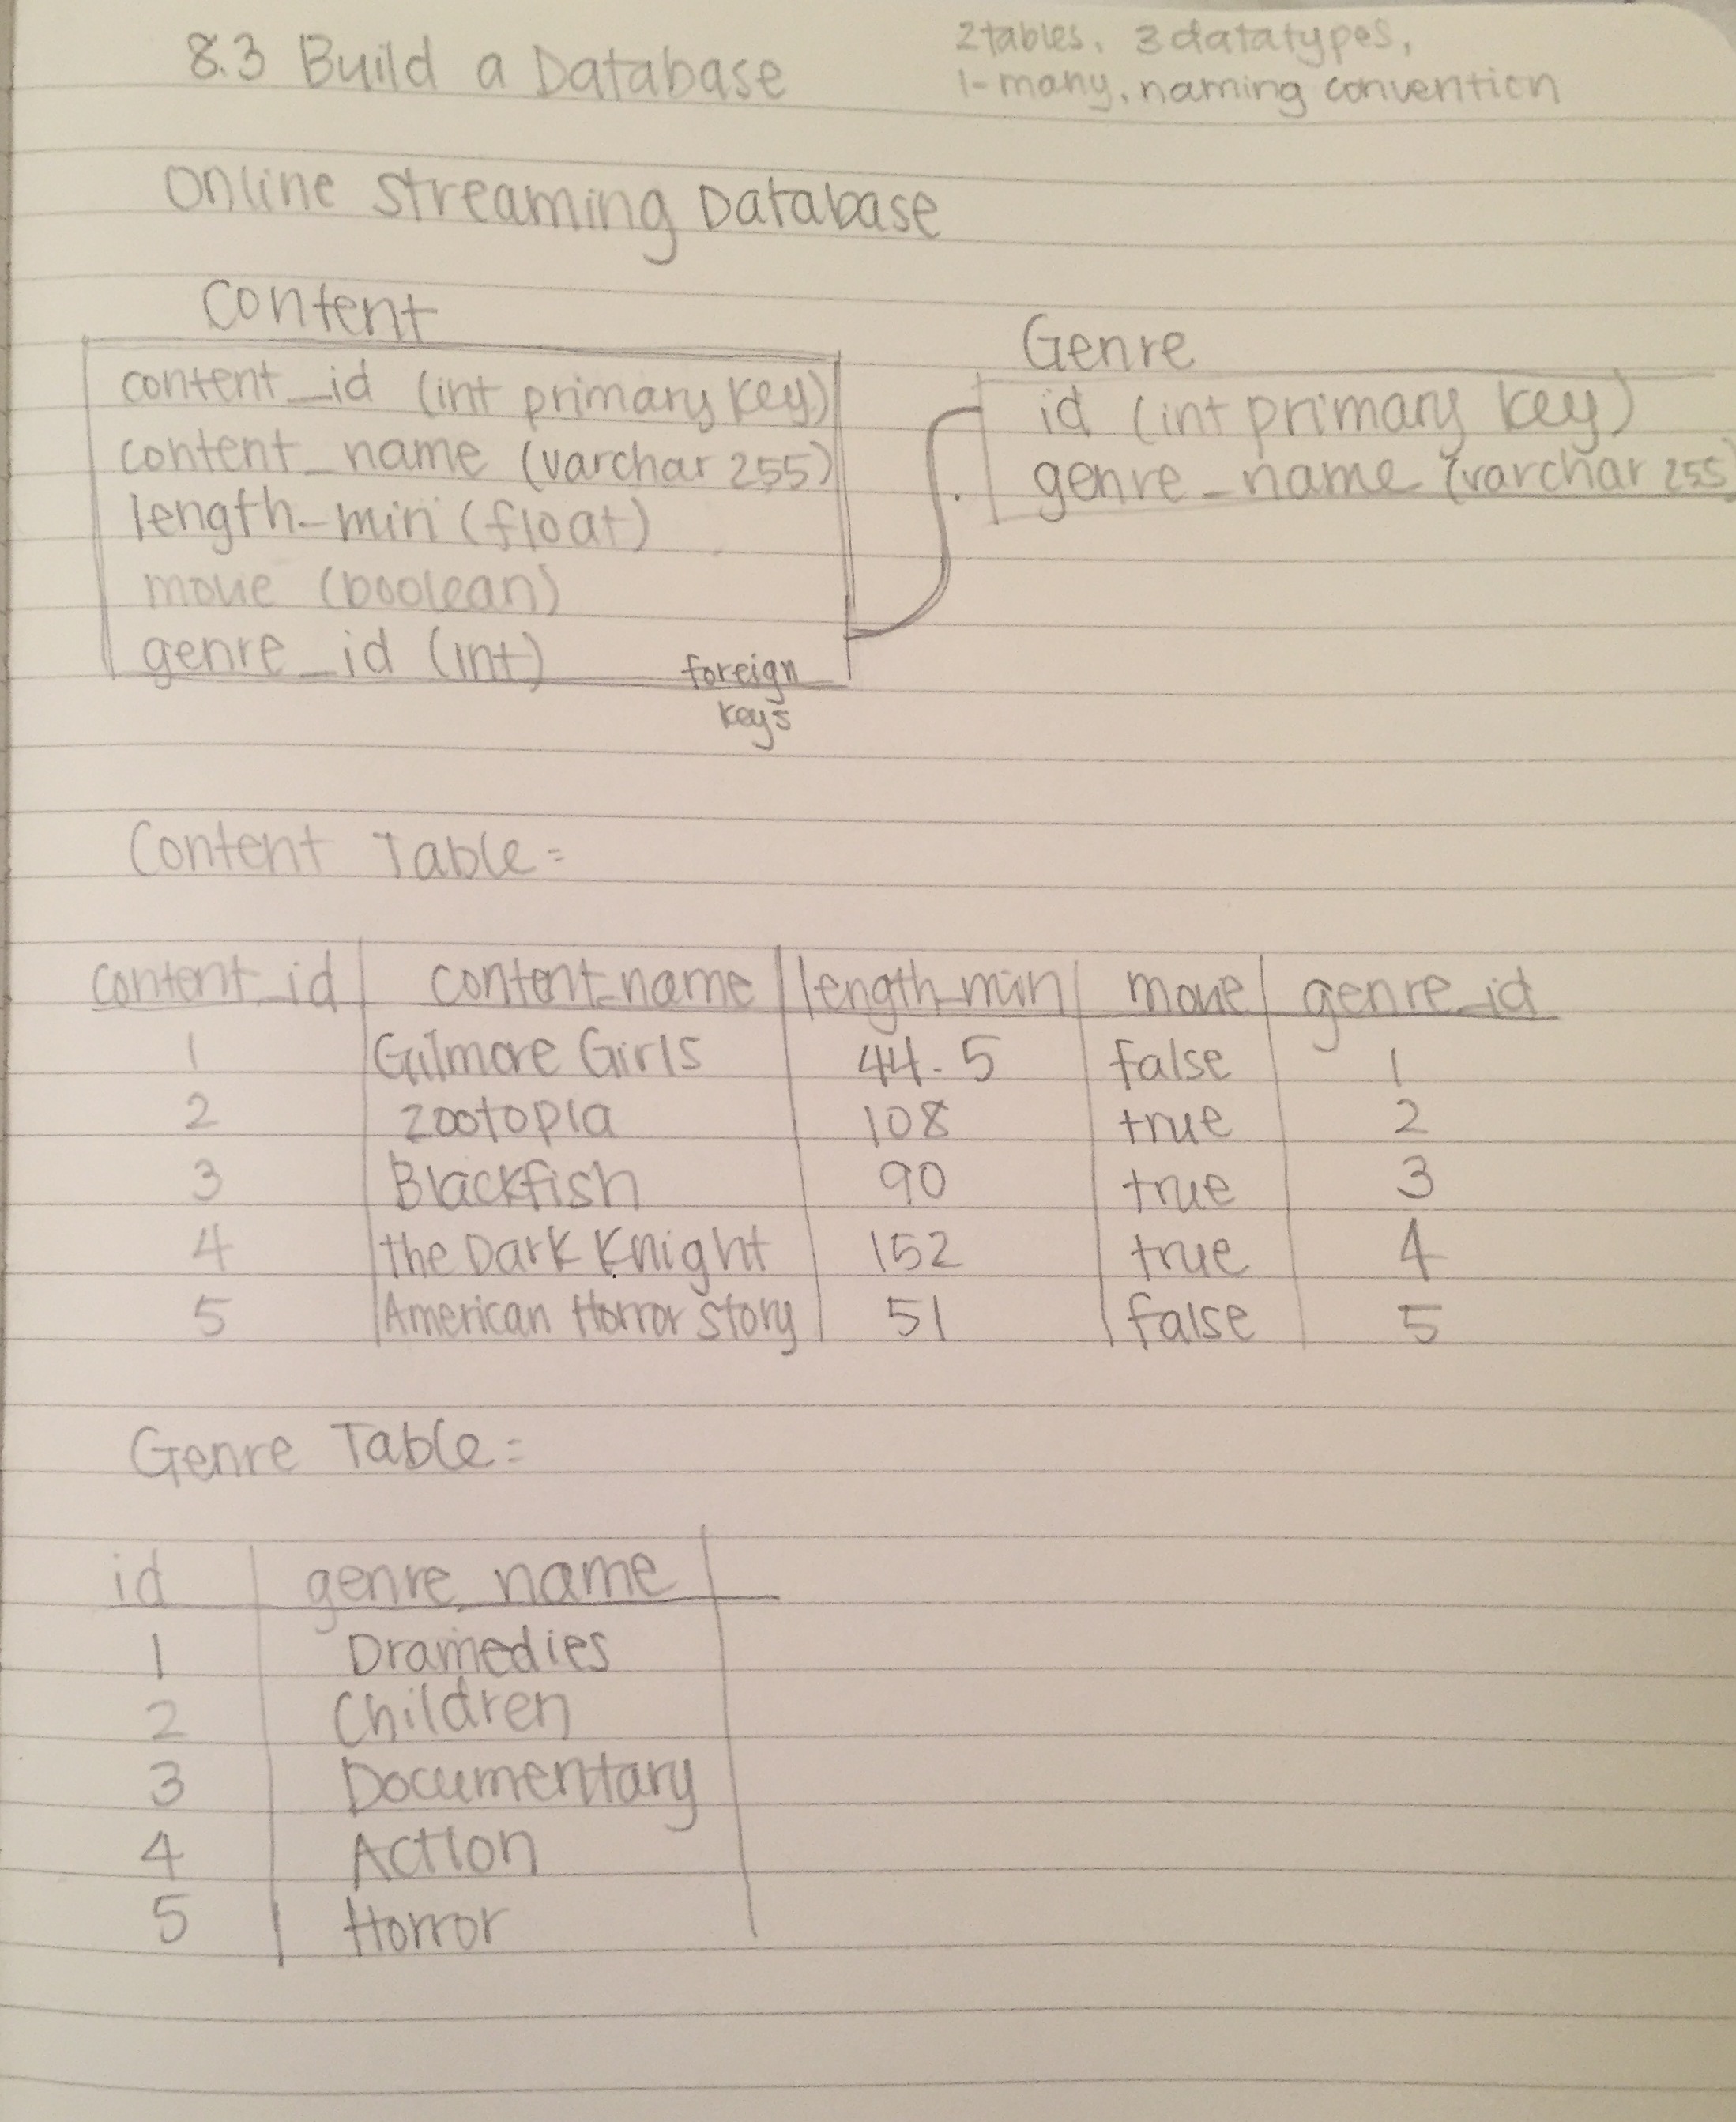 8.3 Build a Database
2 tables, 3 datatypes,
1-many, naming convention
Online Streaming Database
Content
content_id (int primary key)
content_name (varchar 255)
length_min (float)
movie (boolean)
genre_id (int) foreign
keys
Genre
id (int primary key)
genre_name (varchar 255)
Content Table=
content_id content_name length_min movie genre_id
1 Gilmore Girls 44.5 false 1
2 Zootopia 108 true 2
3 Blackfish 90 true 3
4 The Dark Knight 152 true 4
5 American Horror Story 51 false 5
Genre Table=
id genre_name
1 Dramedies
2 Children
3 Documentary
4 Action
5 Horror